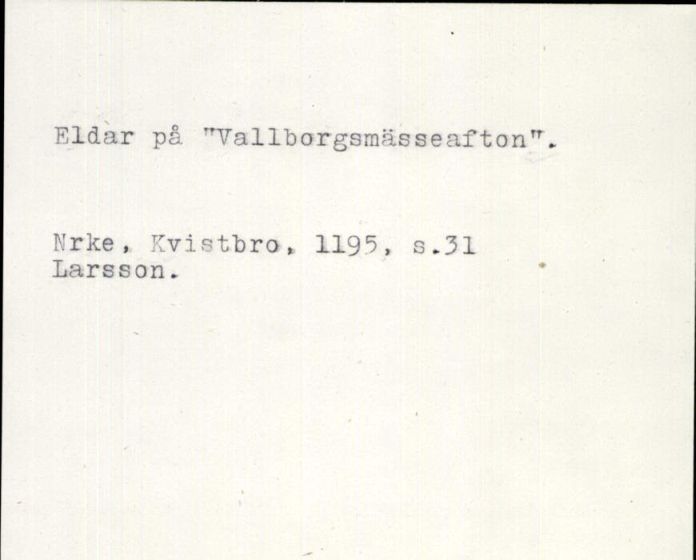 Eldar på "Vallborgsmässeafton".
Nrke, Kvistbro, 1195, s.31
Larsson.